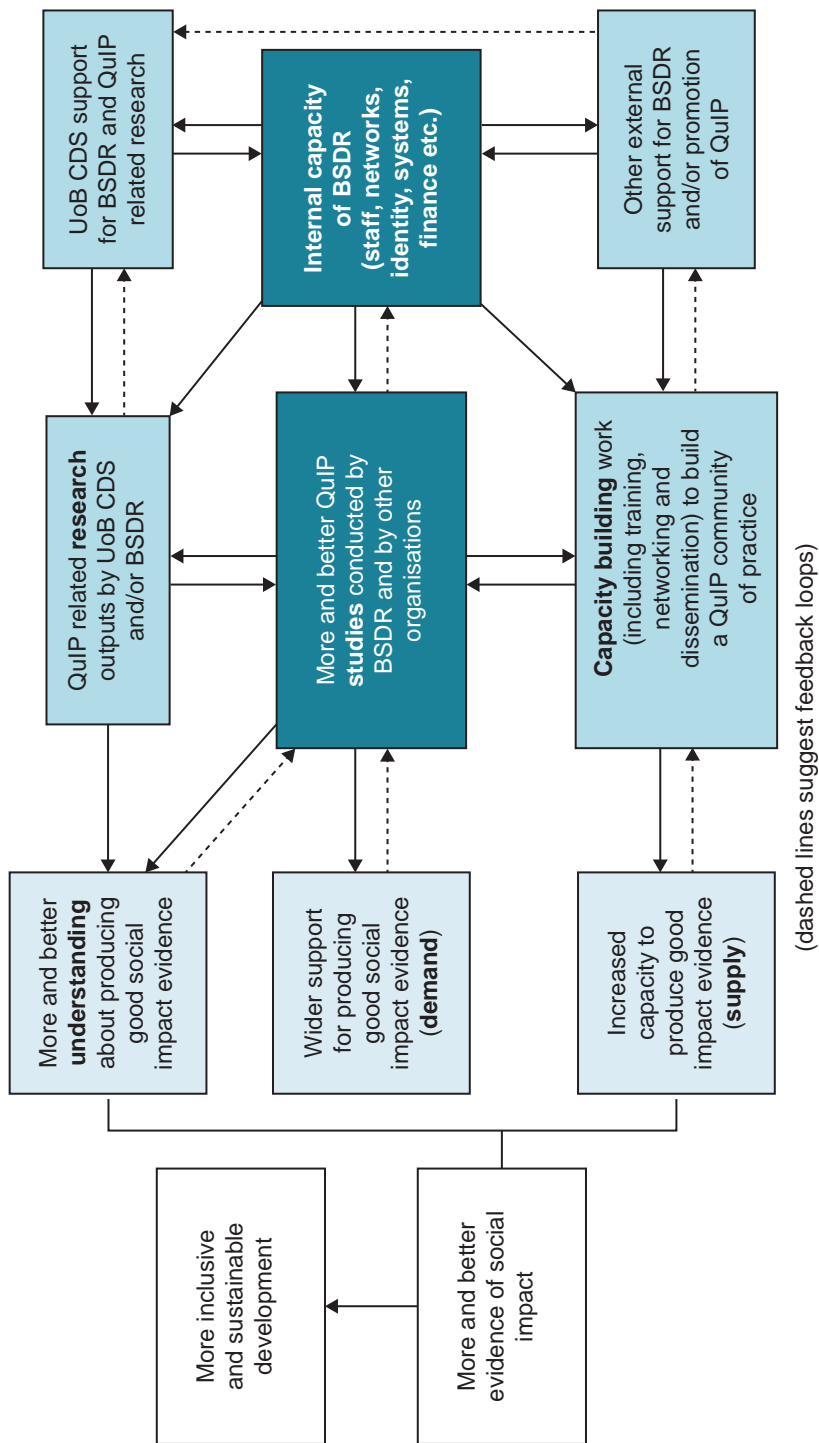 More inclusive
and sustainable
development
More and better
evidence of social
impact
More and better
understanding
about producing
good social
impact evidence
Wider support
for producing
good social
impact evidence
(demand)
Increased
capacity to
produce good
impact evidence
(supply)
QuIP related research
outputs by UoB CDS
and/or BSDR
More and better QuIP
studies conducted by
BSDR and by other
organisations
Capacity building work
(including training,
networking and
dissemination) to build
a QuIP community
of practice
UoB CDS support
for BSDR and QuIP
related research
Internal capacity
of BSDR
(staff, networks,
identity, systems,
finance etc.)
Other external
support for BSDR
and/or promotion
of QuIP
(dashed lines suggest feedback loops)